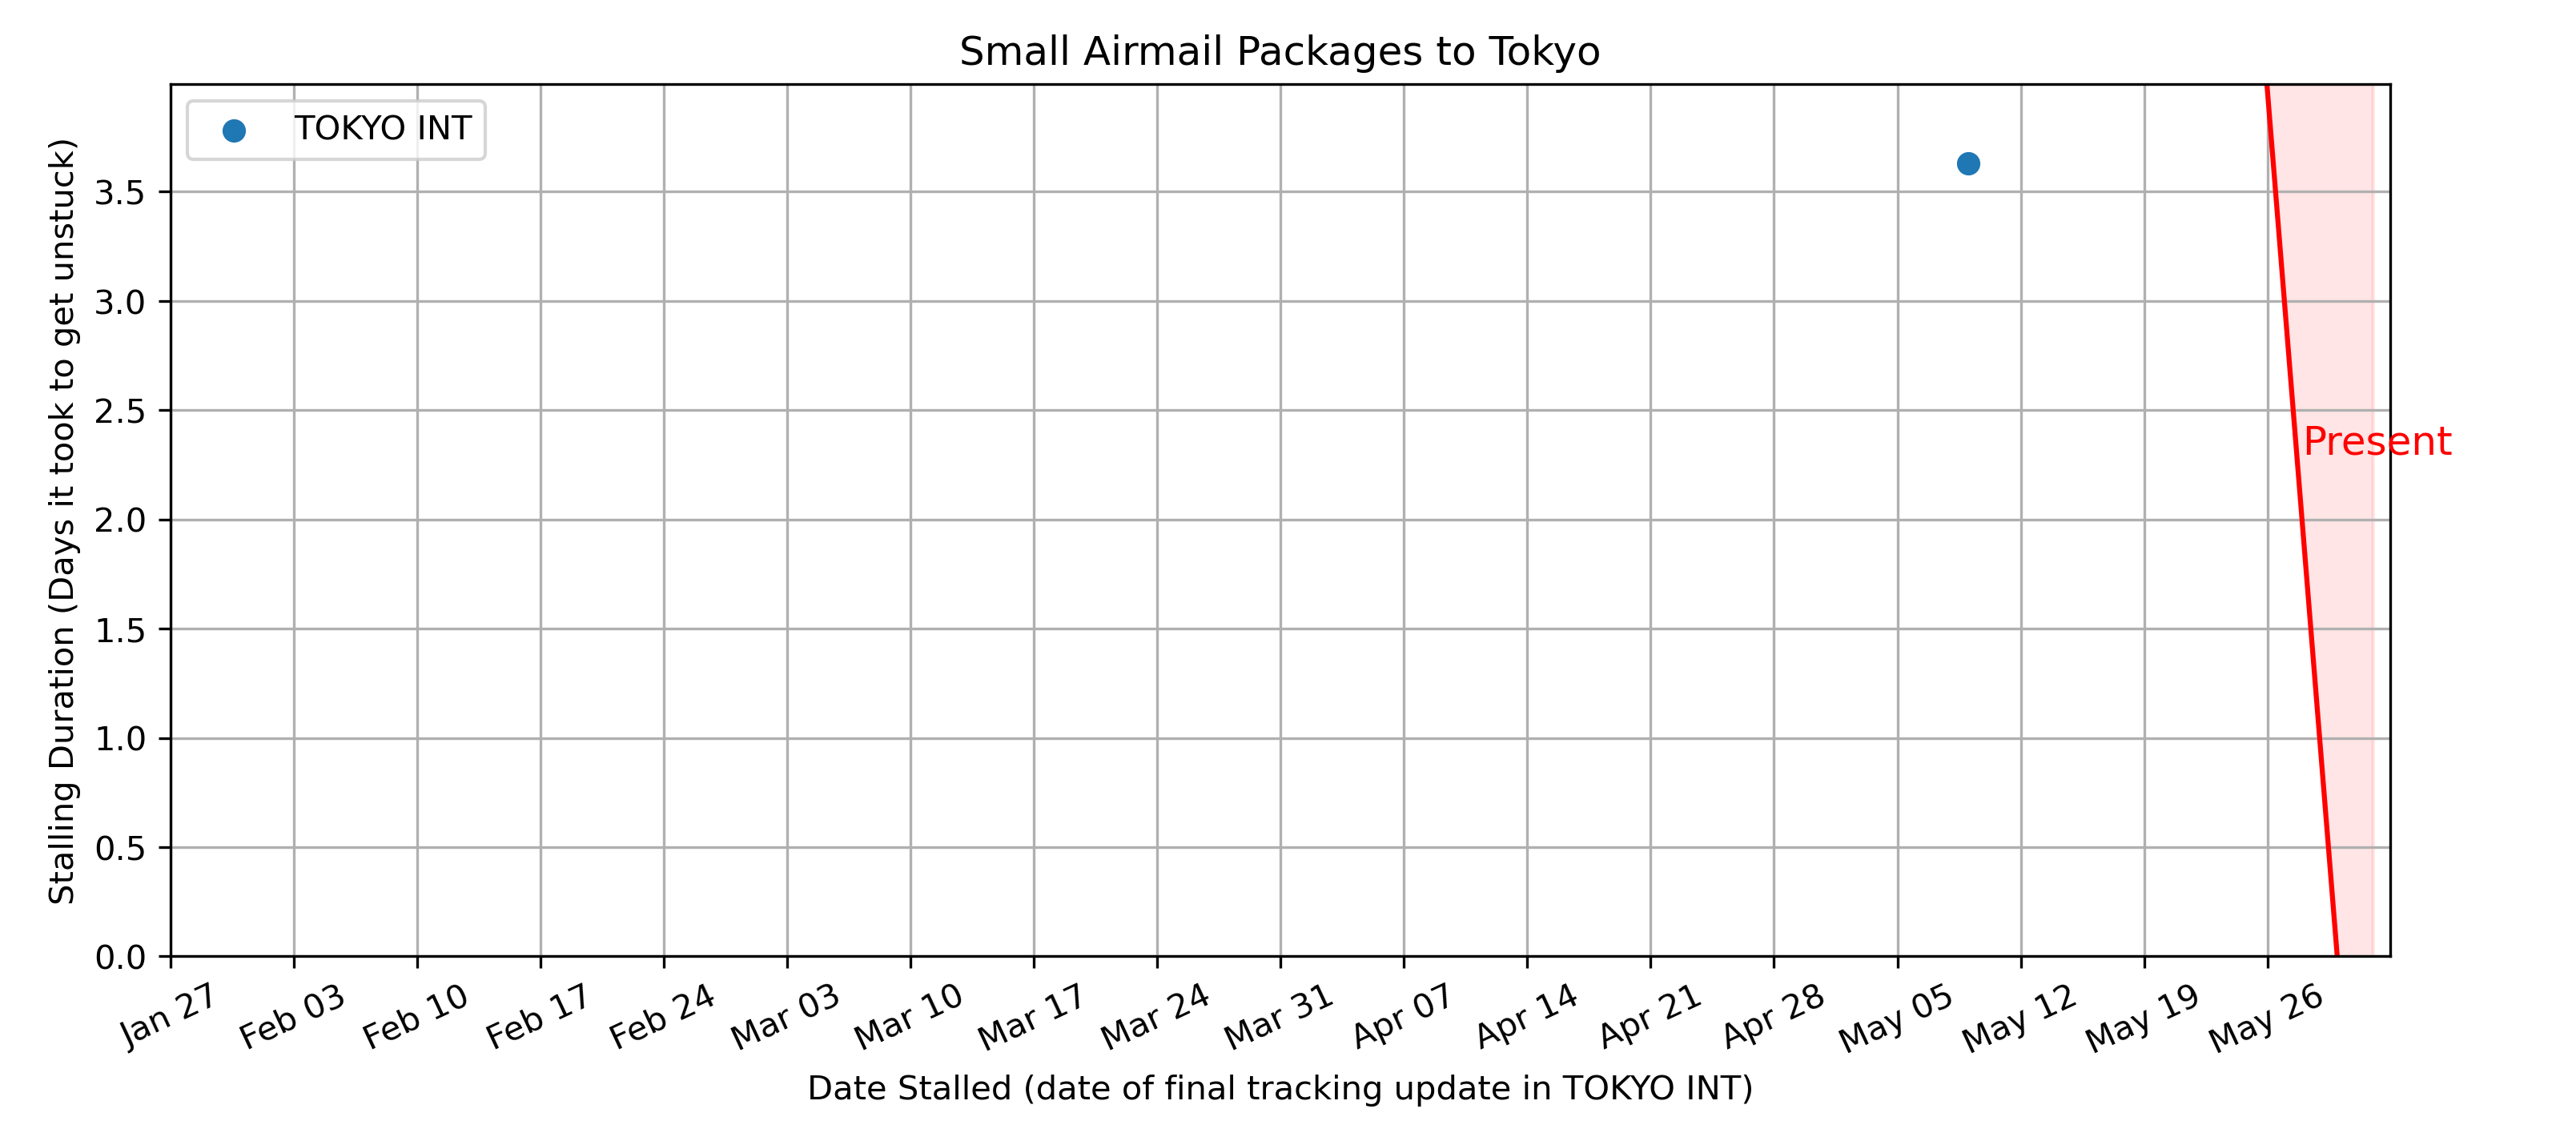 Small Airmail Packages to Tokyo
TOKYO INT
Stalling Duration (Days it took to get unstuck)
3.5
3.0
2.5
2.0
1.5
1.0
0.5
0.0
Present
Jan 27
Feb 03
Feb 10
Feb 17
Feb 24
Mar 03
Mar 10
Mar 17
Mar 24
Mar 31
Apr 07
Apr 14
Apr 21
Apr 28
May 05
May 12
May 19
May 26
Date Stalled (date of final tracking update in TOKYO INT)